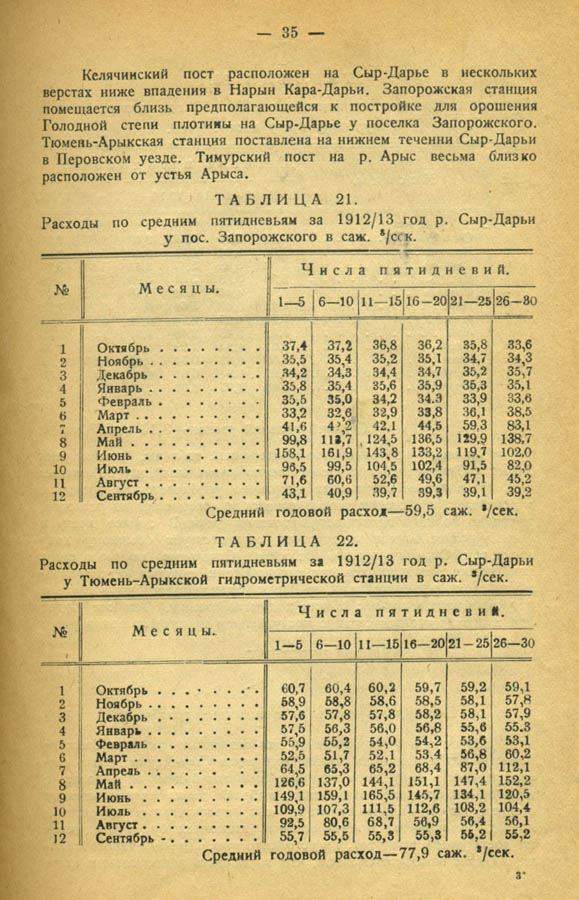 — 35 —
Келячинский пост расположен на Сыр-Дарье в нескольких
верстах ниже впадения в Нарын Кара-Дарьи. Запорожская станция
помещается близь предполагающейся к постройке для орошения
Голодной степи плотины на Сыр-Дарье у поселка Запорожского.
Тюмень-Арыкская станция поставлена на нижнем течении Сыр-Дарьи
в Перовском уезде. Тимурский пост на р. Арыс весьма близко
расположен от устья Арыса.
ТАБЛИЦА 21.
Расходы по средним пятидневьям за 1912/13 год р. Сыр-Дарьи
у пос. Запорожского в саж. ³/сек.
№ Месяцы. Числа пятидневий.
1—5 6—10 11—15 16—20 21—25 26—30
1 Октябрь . . . . . . . . 37,4 37,2 36,8 36,2 35,8 33,6
2 Ноябрь . . . . . . . . 35,5 35,4 35,2 35,1 34,7 34,3
3 Декабрь . . . . . . . . 34,2 34,3 34,4 34,7 35,2 35,7
4 Январь . . . . . . . . 35,8 35,4 35,6 35,9 35,3 35,1
5 Февраль . . . . . . . . 35,5 35,0 34,2 34.3 33,9 33,6
6 Март . . . . . . . . . 33,2 32,6 32,9 33,8 36,1 38,5
7 Апрель . . . . . . . . 41,6 42,1 44,5 59,3 83,1
8 Май . . . . . . . . . . 99,8 113,7 124,5 136,5 129,9 138,7
9 Июнь . . . . . . . . . 158,1 161,9 143,8 133,2 119,7 102.0
10 Июль . . . . . . . . . 96,5 99,5 104,5 102,4 91,5 82,0
11 Август . . . . . . . . 71,6 60,6 52,6 49,6 47,1 45,2
12 Сентябрь . . . . . . . 43,1 40,9 39,7 39,3 39,1 39,2
Средний годовой расход—59,5 саж. ³/сек.
ТАБЛИЦА 22.
Расходы по средним пятидневьям за 1912/13 год р. Сыр-Дарьи
у Тюмень-Арыкской гидрометрической станции в саж. ³/сек.
№ Месяцы. Числа пятидневий.
1—5 6—10 11—15 16—20 21—25 26—30
1 Октябрь . . . . . . . . 60,7 60,4 60,2 59,7 59,2 59,1
2 Ноябрь . . . . . . . . 58,9 58,8 58,6 58,5 58,1 57,8
3 Декабрь . . . . . . . . 57,6 57,8 57,8 58,2 58,1 57,9
4 Январь . . . . . . . . 57,5 56,3 56,0 56,8 55,6 55.3
5 Февраль . . . . . . . . 55,9 55,2 54,0 54,2 53,6 53,1
6 Март . . . . . . . . . 52,5 51,7 52,1 53.4 56,8 60,2
7 Апрель . . . . . . . . 64,5 65,3 65,2 68,4 87,0 112,1
8 Май . . . . . . . . . . 126,6 137,0 144,1 151,1 147,4 152,2
9 Июнь . . . . . . . . . 149,1 159,1 165,5 145,7 134,1 120,5
10 Июль . . . . . . . . . 109,9 107,3 111,5 112,6 108,2 104,4
11 Август . . . . . . . . 92,5 80,6 68,7 56,9 56,4 56,1
12 Сентябрь . . . . . . . 55,7 55,5 55,3 55,3 55,2 55,2
Средний годовой расход—77,9 саж. ³/сек.
3*